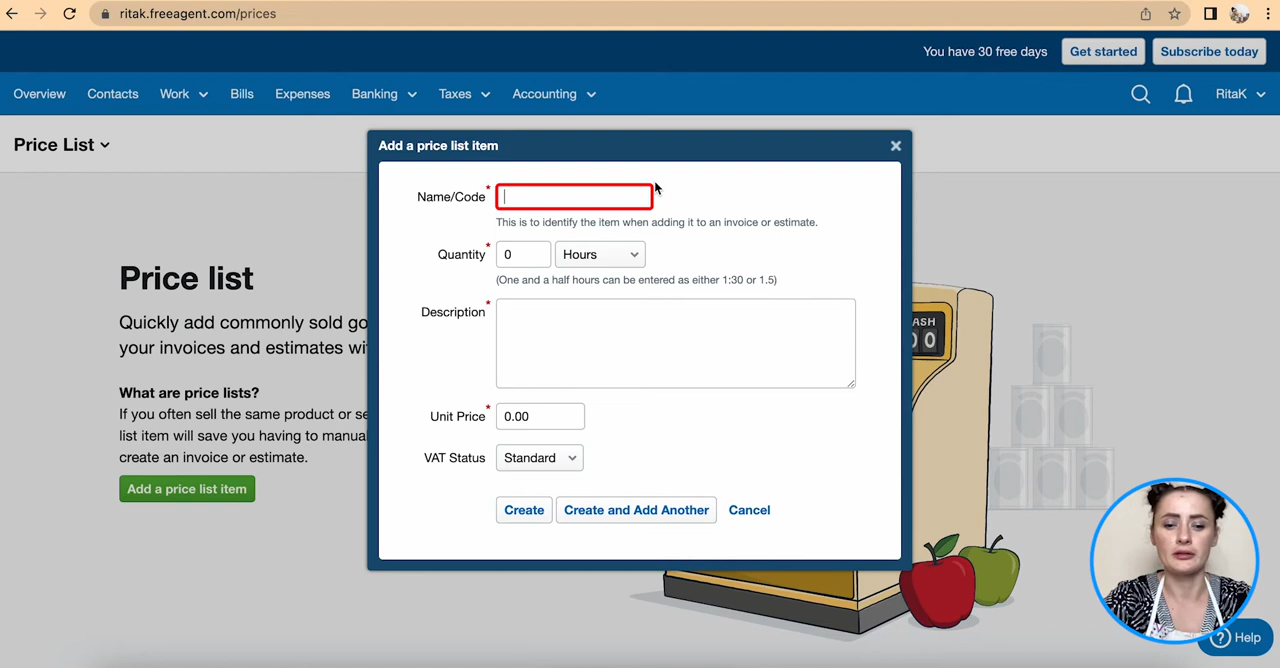 ritak.freeagent.com/prices
You have 30 free days Get started Subscribe today
Overview Contacts Work Bills Expenses Banking Taxes Accounting RitaK
Price List
Add a price list item
Name/Code*
This is to identify the item when adding it to an invoice or estimate.
Quantity* 0 Hours
(One and a half hours can be entered as either 1:30 or 1.5)
Description*
Unit Price* 0.00
VAT Status Standard
Create Create and Add Another Cancel
Price list
Quickly add commonly sold go
your invoices and estimates wi
What are price lists?
If you often sell the same product or se
list item will save you having to manua
create an invoice or estimate.
Add a price list item
ASH
00
Help